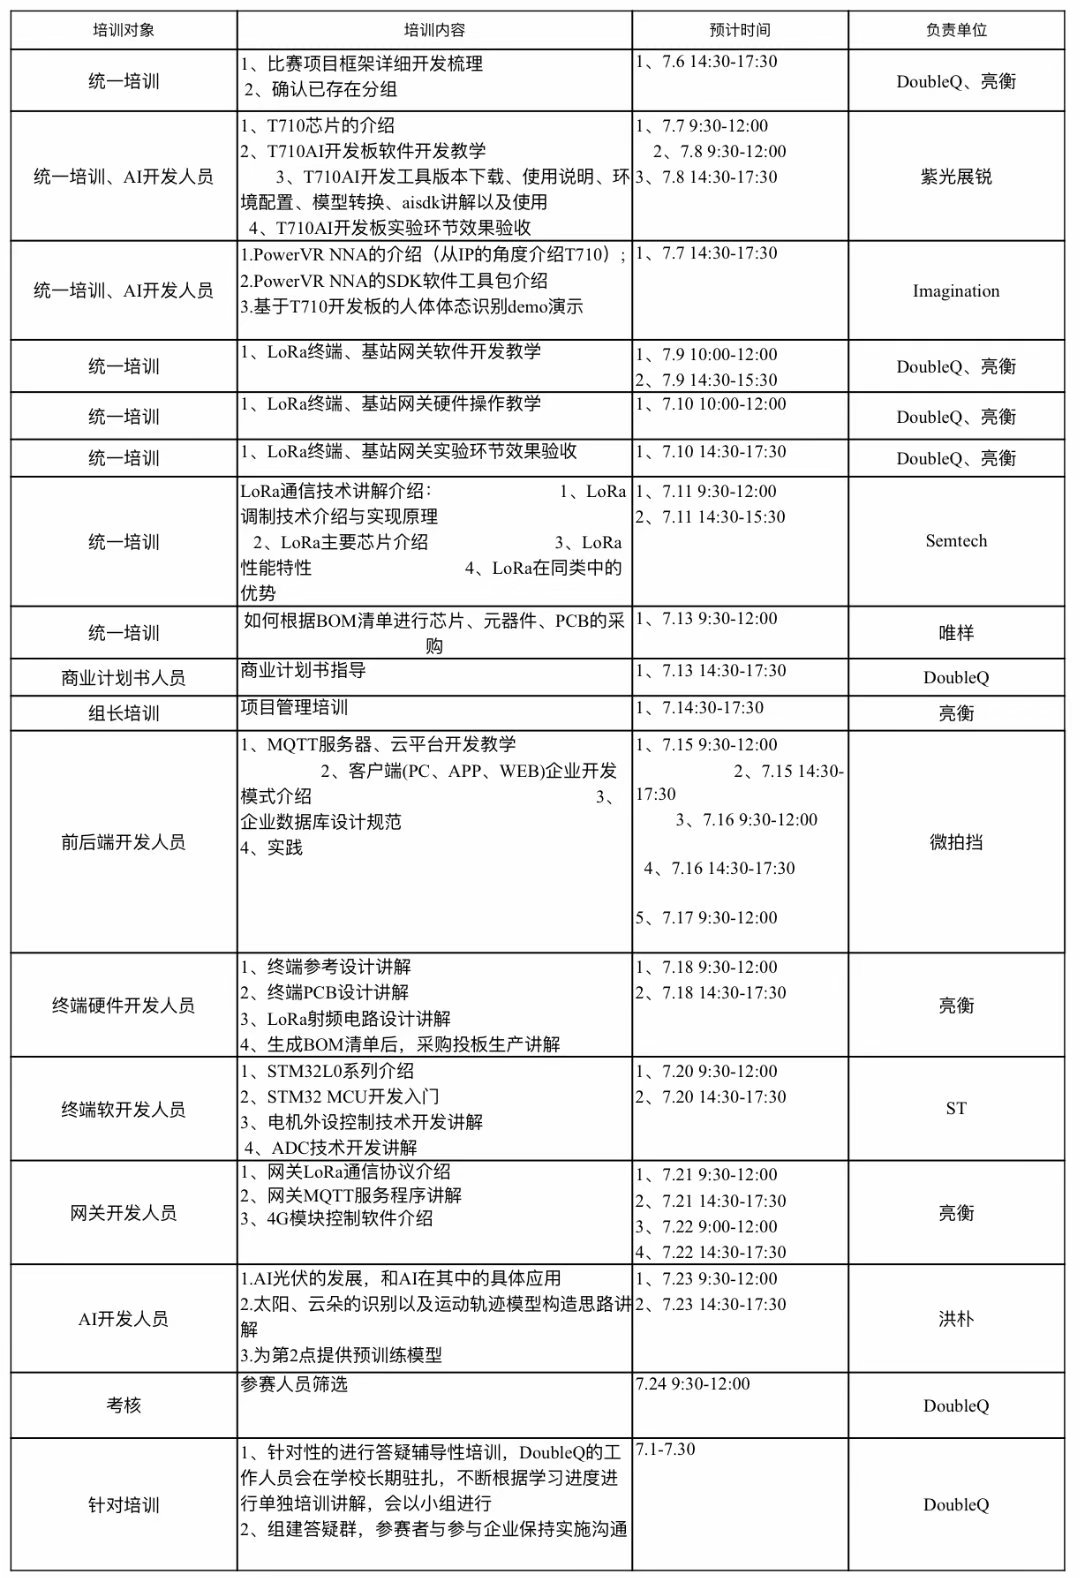 培训对象
培训内容
预计时间
负责单位
统一培训
1、比赛项目框架详细开发梳理
2、确认已存在分组
1、7.6 14:30-17:30
DoubleQ、亮衡
统一培训、AI开发人员
1、T710芯片的介绍
2、T710AI开发板软件开发教学
3、T710AI开发工具版本下载、使用说明、环
境配置、模型转换、aisdk讲解以及使用
4、T710AI开发板实验环节效果验收
1、7.7 9:30-12:00
2、7.8 9:30-12:00
3、7.8 14:30-17:30
紫光展锐
统一培训、AI开发人员
1.PowerVR NNA的介绍（从IP的角度介绍T710）;
2.PowerVR NNA的SDK软件工具包介绍
3.基于T710开发板的人体体态识别demo演示
1、7.7 14:30-17:30
Imagination
统一培训
1、LoRa终端、基站网关软件开发教学
1、7.9 10:00-12:00
2、7.9 14:30-15:30
DoubleQ、亮衡
统一培训
1、LoRa终端、基站网关硬件操作教学
1、7.10 10:00-12:00
DoubleQ、亮衡
统一培训
1、LoRa终端、基站网关实验环节效果验收
1、7.10 14:30-17:30
DoubleQ、亮衡
统一培训
LoRa通信技术讲解介绍： 1、LoRa
调制技术介绍与实现原理
2、LoRa主要芯片介绍 3、LoRa
性能特性 4、LoRa在同类中的
优势
1、7.11 9:30-12:00
2、7.11 14:30-15:30
Semtech
统一培训
如何根据BOM清单进行芯片、元器件、PCB的采
购
1、7.13 9:30-12:00
唯样
商业计划书人员
商业计划书指导
1、7.13 14:30-17:30
DoubleQ
组长培训
项目管理培训
1、7.14:30-17:30
亮衡
前后端开发人员
1、MQTT服务器、云平台开发教学
2、客户端(PC、APP、WEB)企业开发
模式介绍 3、
企业数据库设计规范
4、实践
1、7.15 9:30-12:00
2、7.15 14:30-
17:30
3、7.16 9:30-12:00
4、7.16 14:30-17:30
5、7.17 9:30-12:00
微拍挡
终端硬件开发人员
1、终端参考设计讲解
2、终端PCB设计讲解
3、LoRa射频电路设计讲解
4、生成BOM清单后，采购投板生产讲解
1、7.18 9:30-12:00
2、7.18 14:30-17:30
亮衡
终端软开发人员
1、STM32L0系列介绍
2、STM32 MCU开发入门
3、电机外设控制技术开发讲解
4、ADC技术开发讲解
1、7.20 9:30-12:00
2、7.20 14:30-17:30
ST
网关开发人员
1、网关LoRa通信协议介绍
2、网关MQTT服务程序讲解
3、4G模块控制软件介绍
1、7.21 9:30-12:00
2、7.21 14:30-17:30
3、7.22 9:00-12:00
4、7.22 14:30-17:30
亮衡
AI开发人员
1.AI光伏的发展，和AI在其中的具体应用
2.太阳、云朵的识别以及运动轨迹模型构造思路讲
解
3.为第2点提供预训练模型
1、7.23 9:30-12:00
2、7.23 14:30-17:30
洪朴
考核
参赛人员筛选
7.24 9:30-12:00
DoubleQ
针对培训
1、针对性的进行答疑辅导性培训，DoubleQ的工
作人员会在学校长期驻扎，不断根据学习进度进
行单独培训讲解，会以小组进行
2、组建答疑群，参赛者与参与企业保持实施沟通
7.1-7.30
DoubleQ